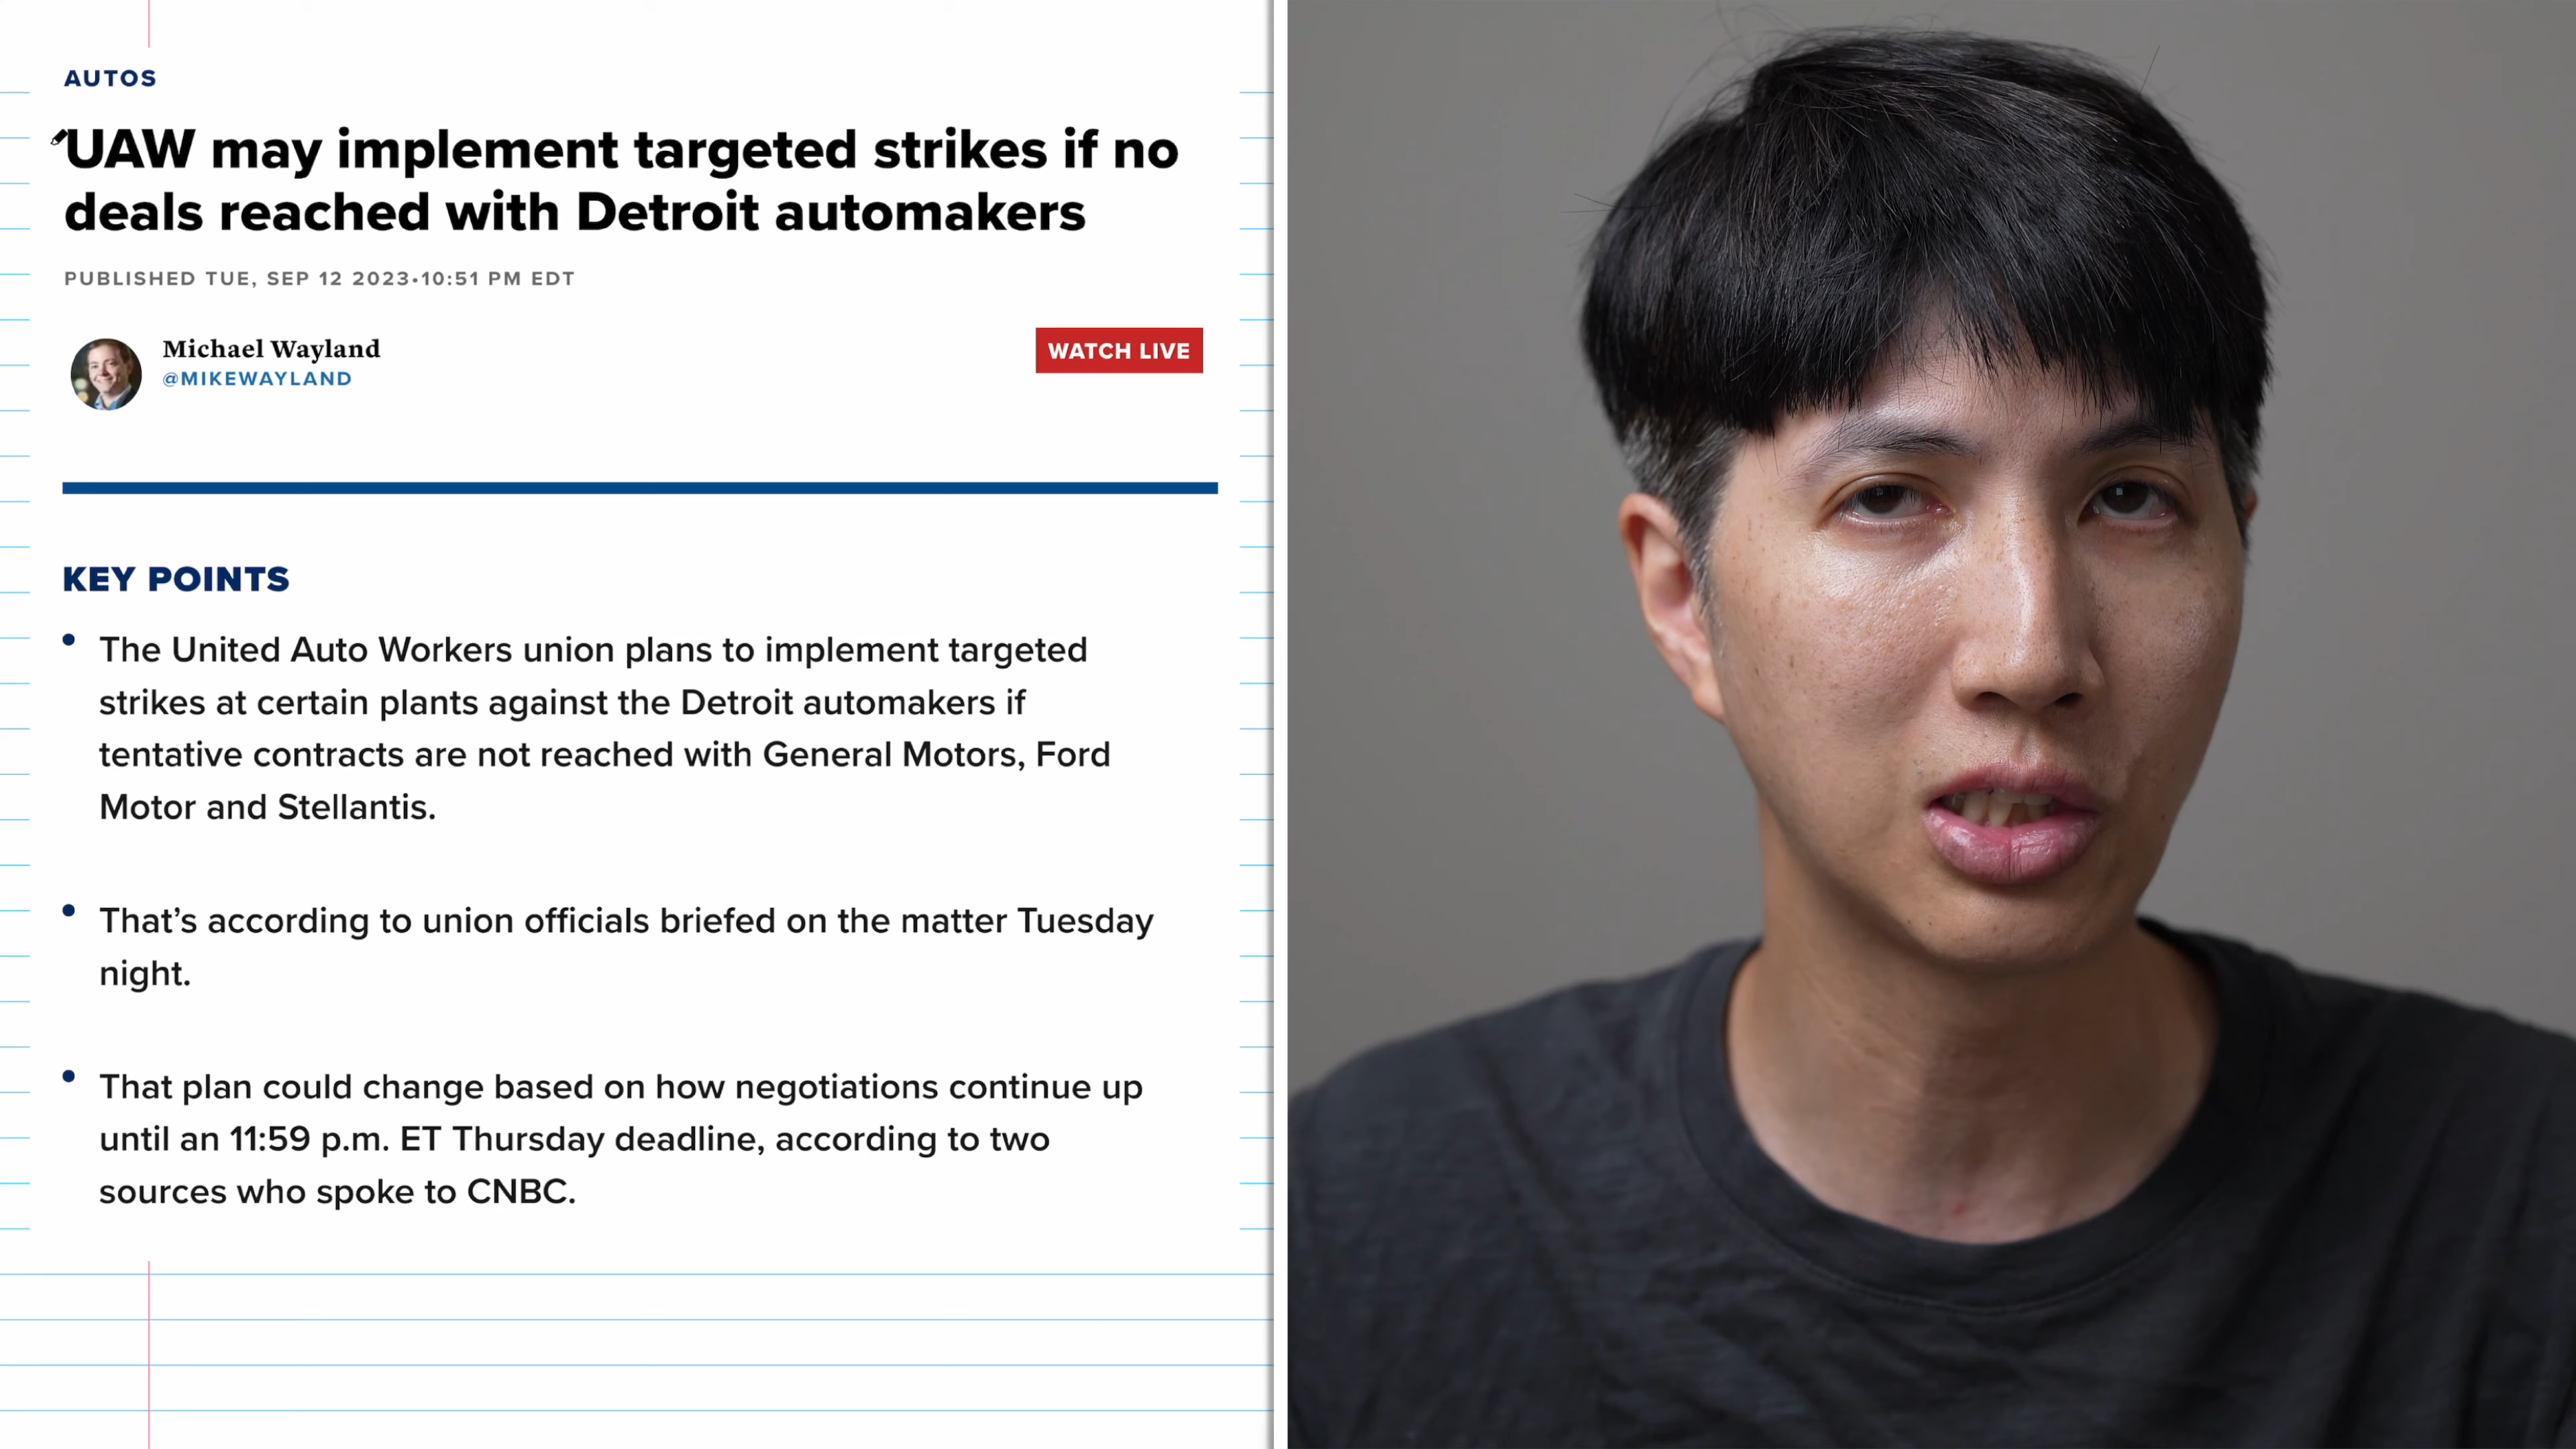 AUTOS
UAW may implement targeted strikes if no
deals reached with Detroit automakers
PUBLISHED TUE, SEP 12 2023•10:51 PM EDT
Michael Wayland
@MIKEWAYLAND
WATCH LIVE
KEY POINTS
• The United Auto Workers union plans to implement targeted
strikes at certain plants against the Detroit automakers if
tentative contracts are not reached with General Motors, Ford
Motor and Stellantis.
• That’s according to union officials briefed on the matter Tuesday
night.
• That plan could change based on how negotiations continue up
until an 11:59 p.m. ET Thursday deadline, according to two
sources who spoke to CNBC.